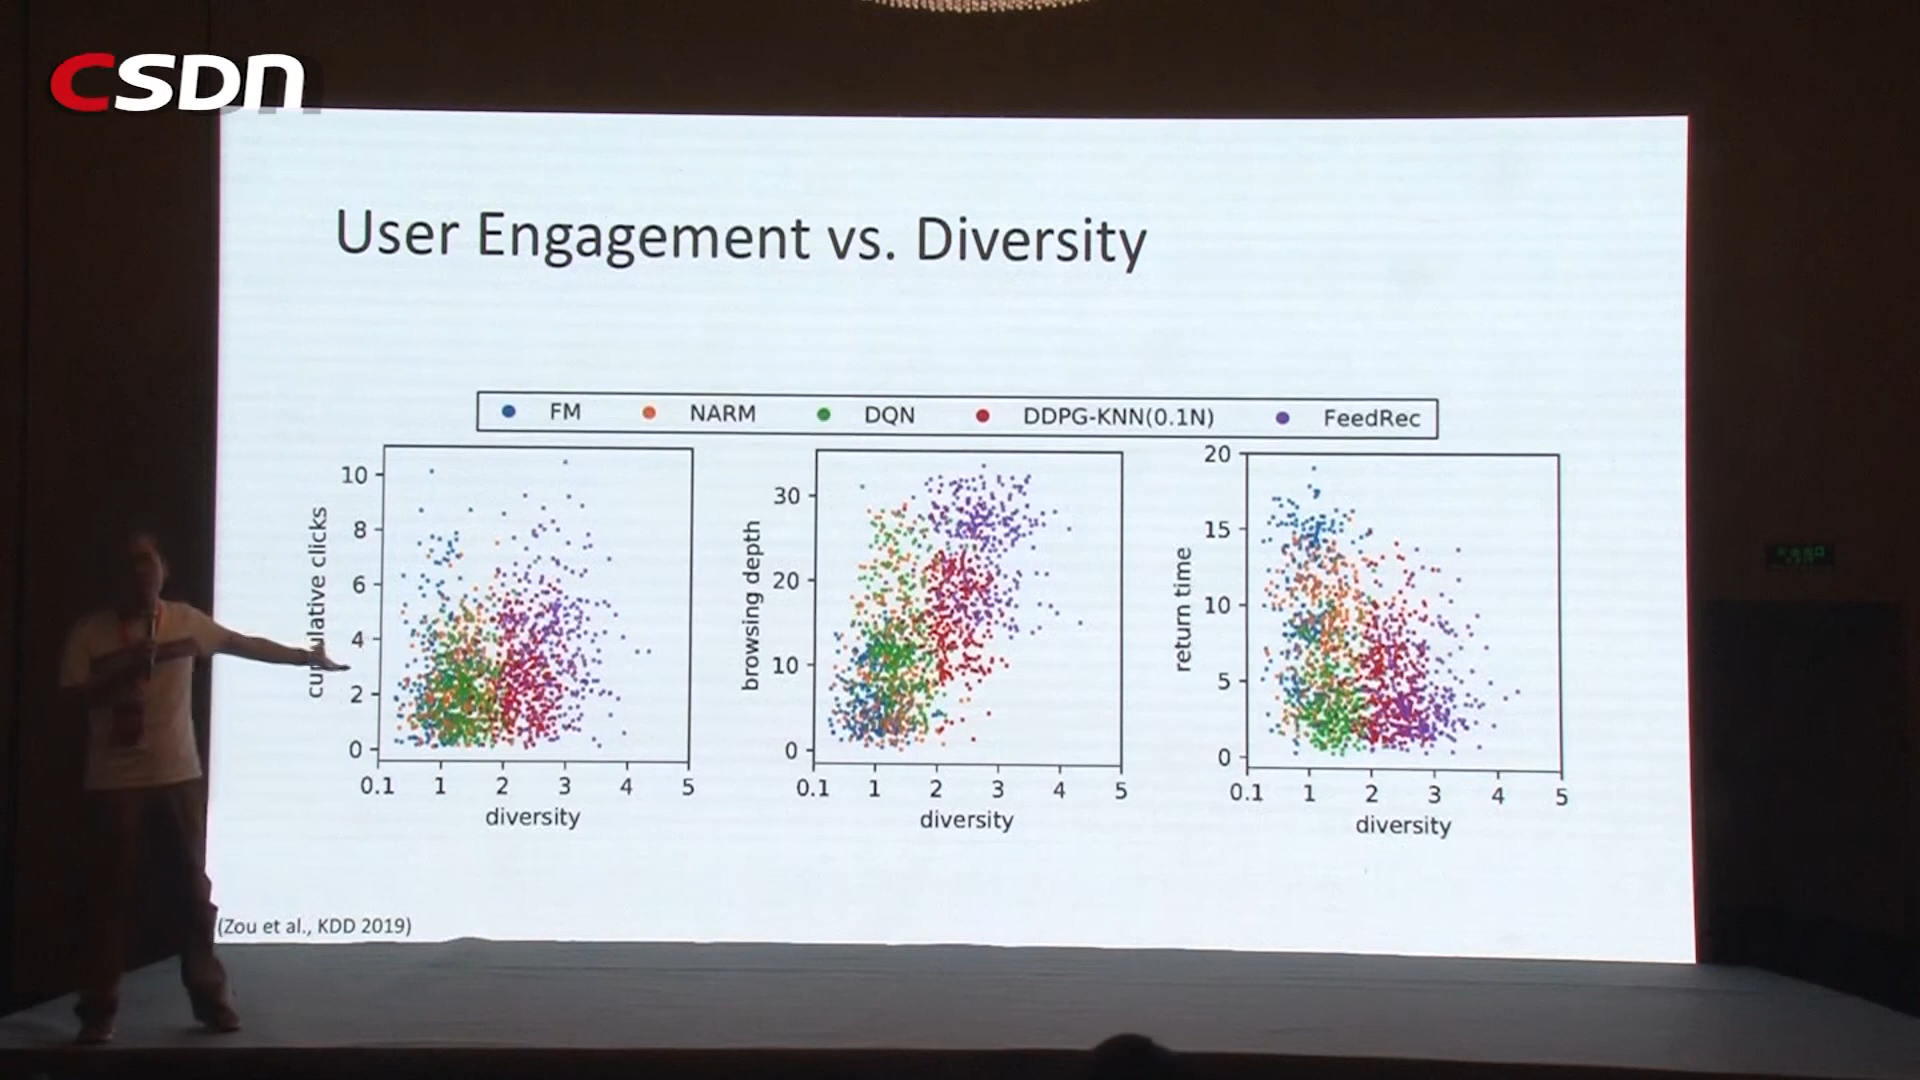 CSDN
User Engagement vs. Diversity
FM NARM DQN DDPG-KNN(0.1N) FeedRec
cumulative clicks
10
8
6
4
2
0
0.1 1 2 3 4 5
diversity
browsing depth
30
20
10
0
0.1 1 2 3 4 5
diversity
return time
20
15
10
5
0
0.1 1 2 3 4 5
diversity
(Zou et al., KDD 2019)